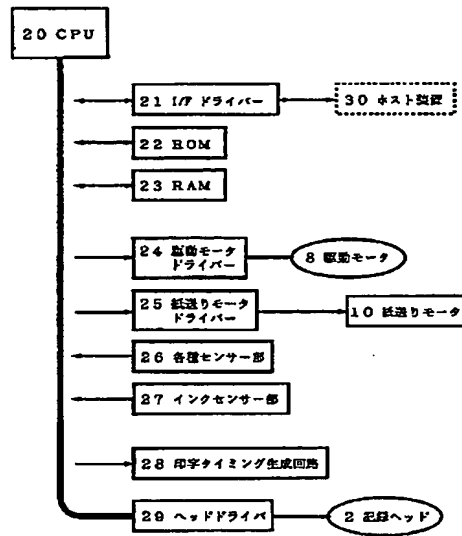 20 CPU
21 I/F ドライバー
30 ホスト装置
22 ROM
23 RAM
24 駆動モータ
ドライバー
8 駆動モータ
25 紙送りモータ
ドライバー
10 紙送りモータ
26 各種センサー部
27 インクセンサー部
28 印字タイミング生成回路
29 ヘッドドライバ
2 記録ヘッド